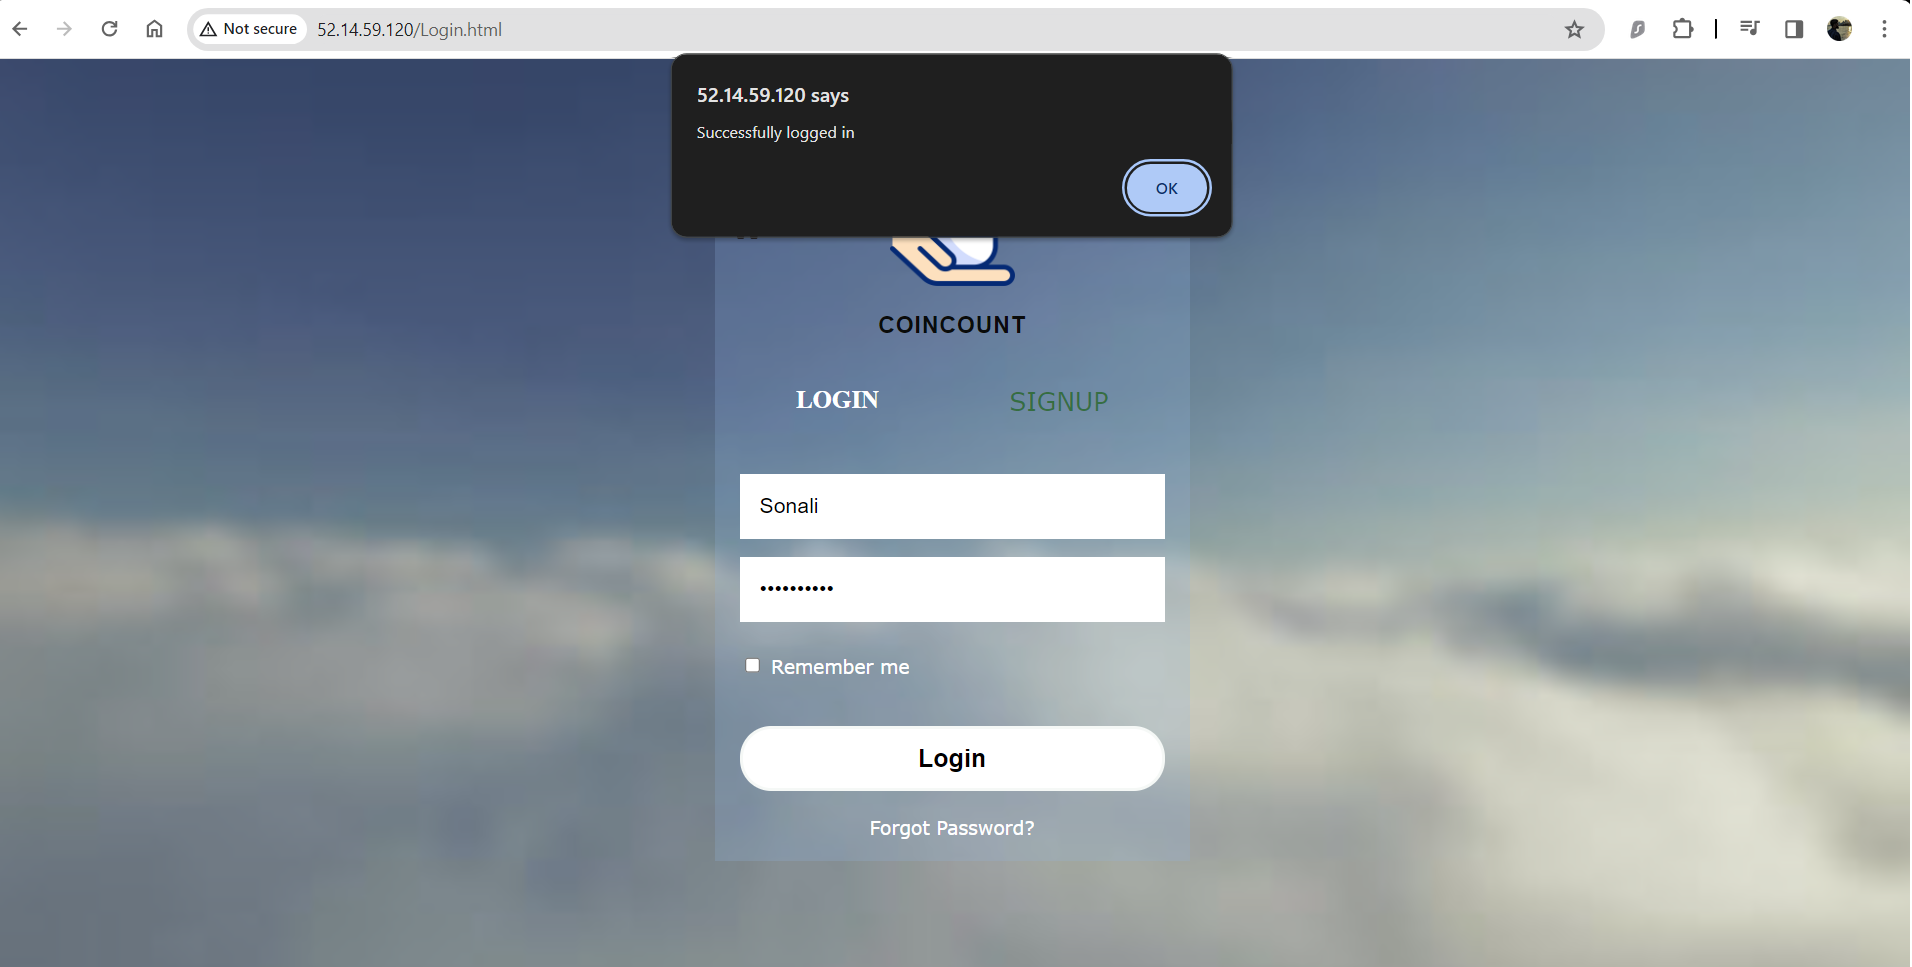 Not secure 52.14.59.120/Login.html
52.14.59.120 says
Successfully logged in
OK
COINCOUNT
LOGIN SIGNUP
Sonali
••••••••••
Remember me
Login
Forgot Password?